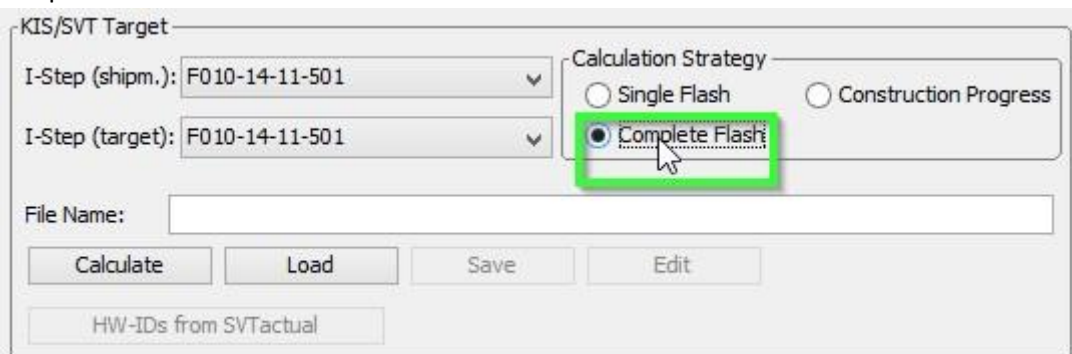 KIS/SVT Target
I-Step (shipm.): F010-14-11-501
Calculation Strategy
Single Flash Construction Progress
I-Step (target): F010-14-11-501
Complete Flash
File Name:
Calculate Load Save Edit
HW-IDs from SVTactual